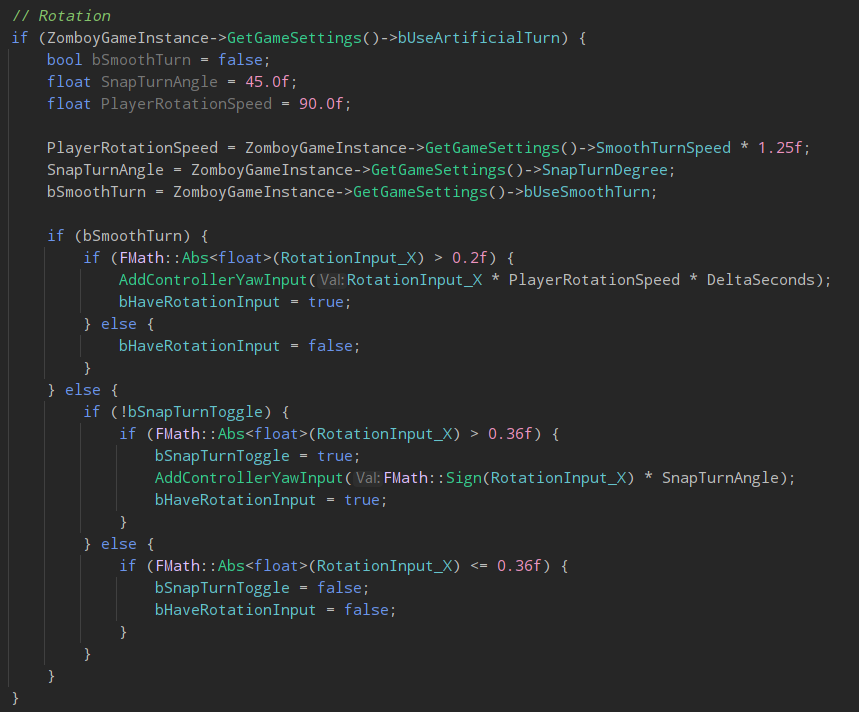 // Rotation
if (ZomboyGameInstance->GetGameSettings()->bUseArtificialTurn) {
    bool bSmoothTurn = false;
    float SnapTurnAngle = 45.0f;
    float PlayerRotationSpeed = 90.0f;

    PlayerRotationSpeed = ZomboyGameInstance->GetGameSettings()->SmoothTurnSpeed * 1.25f;
    SnapTurnAngle = ZomboyGameInstance->GetGameSettings()->SnapTurnDegree;
    bSmoothTurn = ZomboyGameInstance->GetGameSettings()->bUseSmoothTurn;

    if (bSmoothTurn) {
        if (FMath::Abs<float>(RotationInput_X) > 0.2f) {
            AddControllerYawInput( Val: RotationInput_X * PlayerRotationSpeed * DeltaSeconds);
            bHaveRotationInput = true;
        } else {
            bHaveRotationInput = false;
        }
    } else {
        if (!bSnapTurnToggle) {
            if (FMath::Abs<float>(RotationInput_X) > 0.36f) {
                bSnapTurnToggle = true;
                AddControllerYawInput( Val: FMath::Sign(RotationInput_X) * SnapTurnAngle);
                bHaveRotationInput = true;
            }
        } else {
            if (FMath::Abs<float>(RotationInput_X) <= 0.36f) {
                bSnapTurnToggle = false;
                bHaveRotationInput = false;
            }
        }
    }
}